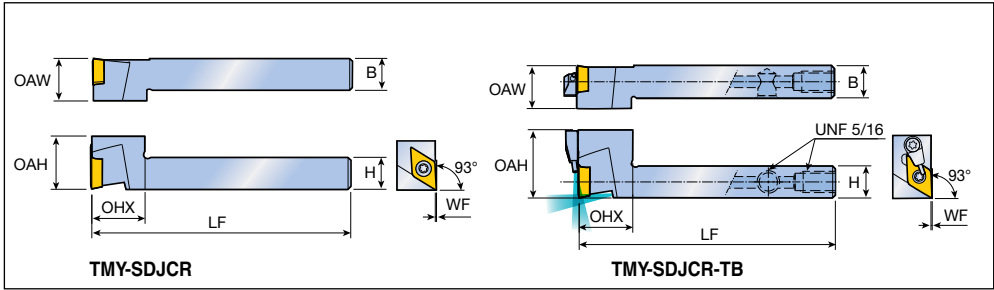 OAW
B
OAH
H
93°
WF
OHX
LF
TMY-SDJCR
OAW
B
UNF 5/16
OAH
H
93°
WF
OHX
LF
TMY-SDJCR-TB